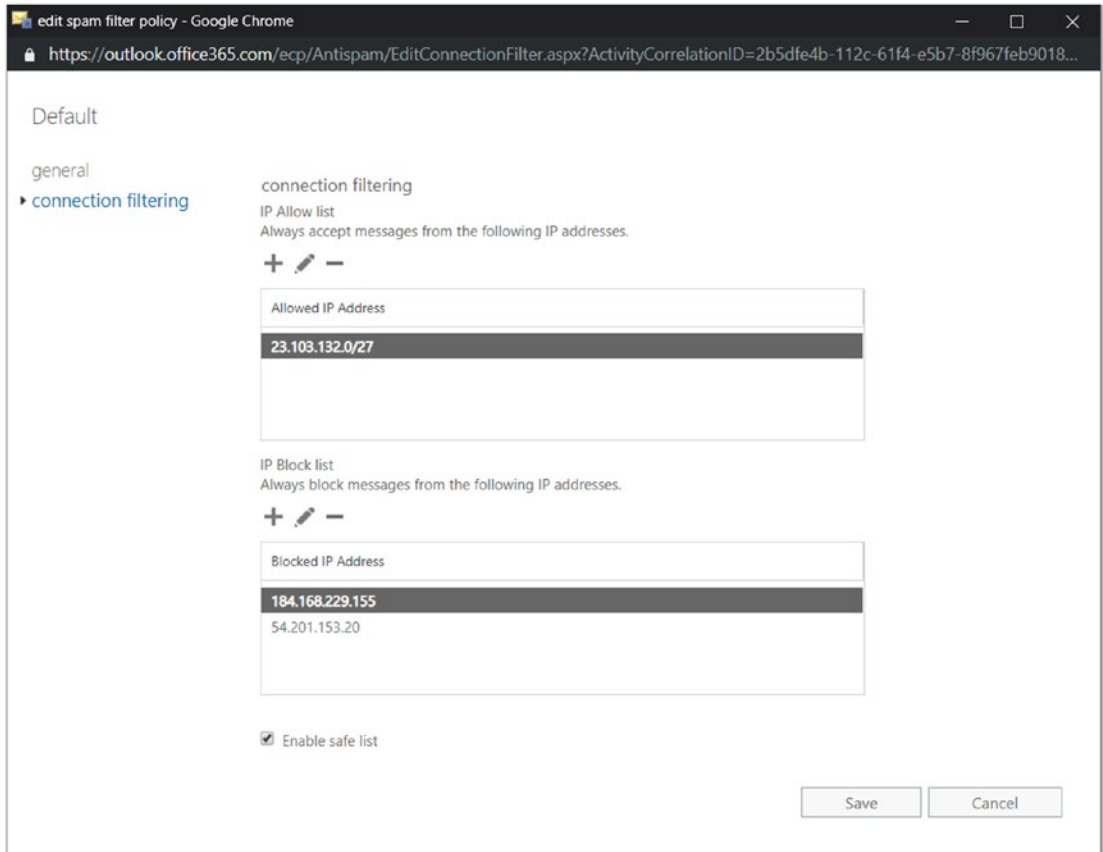 edit spam filter policy - Google Chrome
https://outlook.office365.com/ecp/Antispam/EditConnectionFilter.aspx?ActivityCorrelationID=2b5dfe4b-112c-61f4-e5b7-8f967feb9018...
Default
general
connection filtering
connection filtering
IP Allow list
Always accept messages from the following IP addresses.
Allowed IP Address
23.103.132.0/27
IP Block list
Always block messages from the following IP addresses.
Blocked IP Address
184.168.229.155
54.201.153.20
Enable safe list
Save Cancel